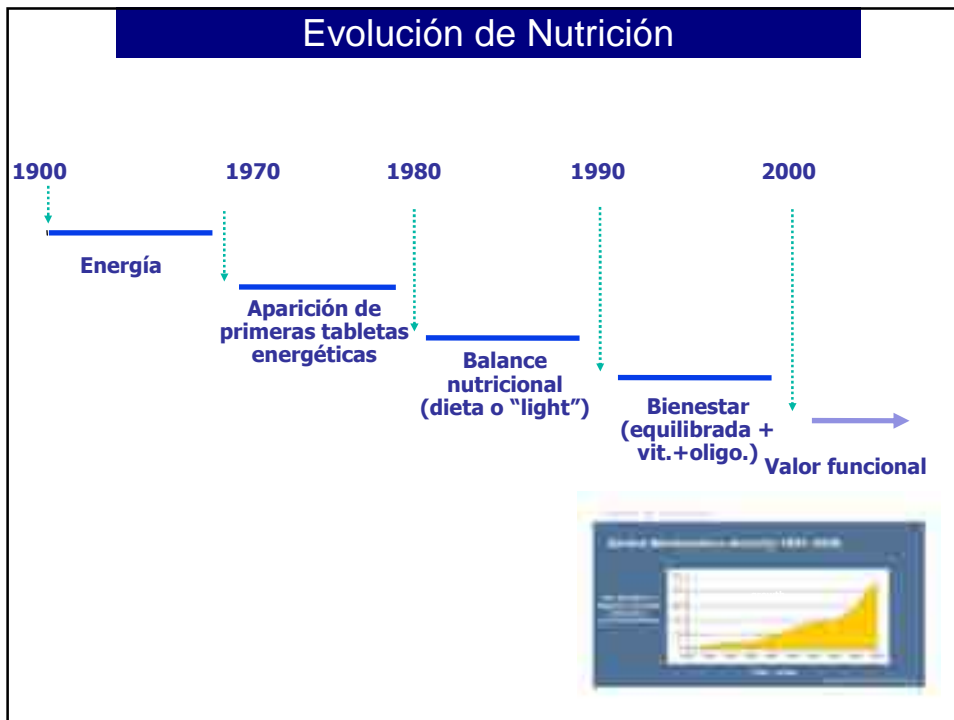 Evolución de Nutrición
1900
1970
1980
1990
2000
Energía
Aparición de
primeras tabletas
energéticas
Balance
nutricional
(dieta o “light”)
Bienestar
(equilibrada +
vit.+oligo.)
Valor funcional